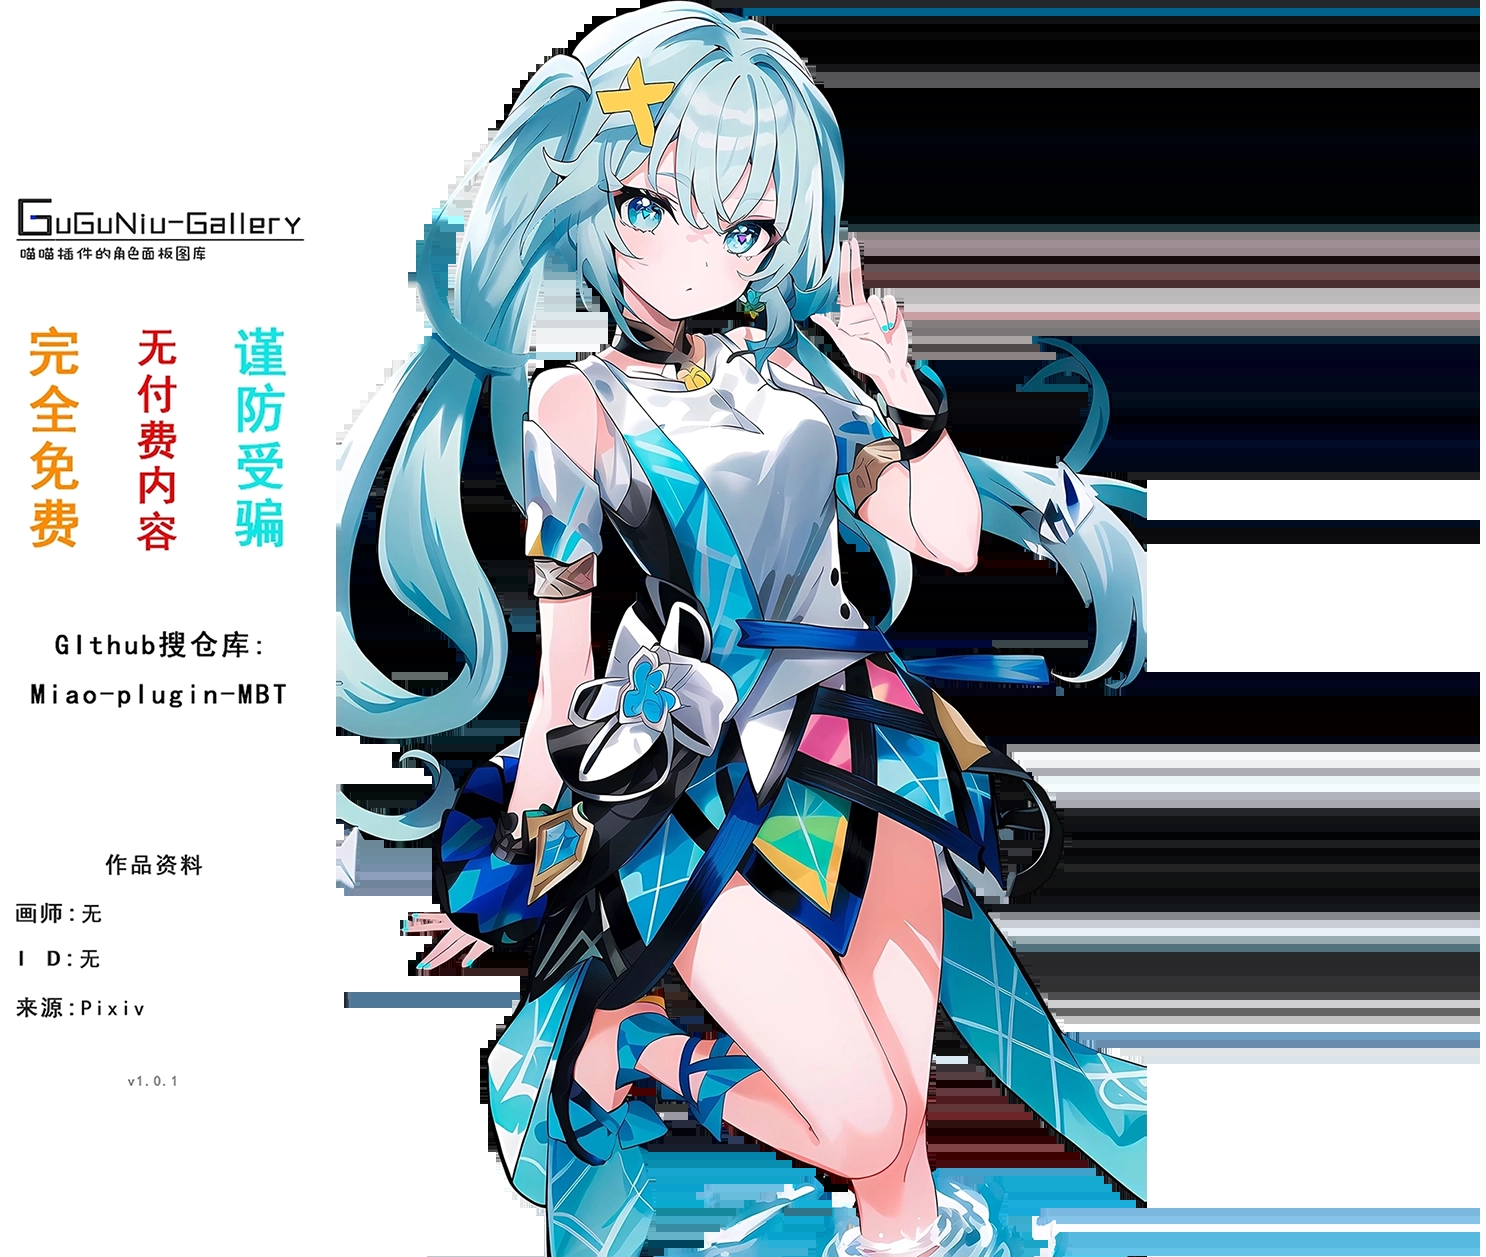 GuGuNiu-Gallery
喵喵插件的角色面板图库
完全免费
无付费内容
谨防受骗
GIthub搜仓库:
Miao-plugin-MBT
作品资料
画师:无
I D:无
来源:Pixiv
v1.0.1